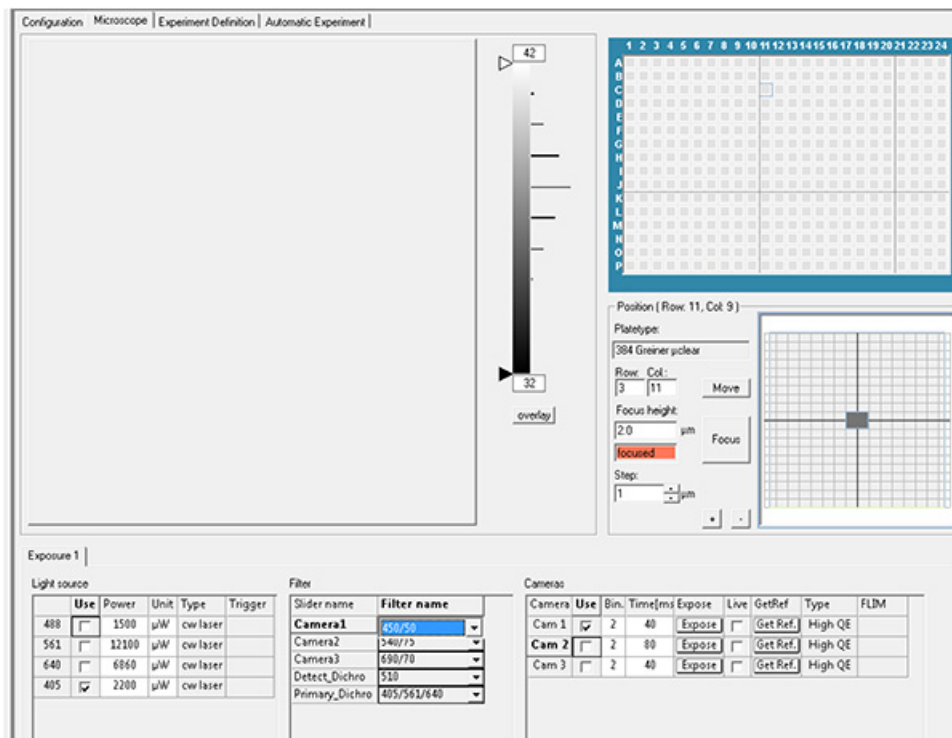 Configuration Microscope Experiment Definition Automatic Experiment
42
32
overlay
1 2 3 4 5 6 7 8 9 10 11 12 13 14 15 16 17 18 19 20 21 22 23 24
A
B
C
D
E
F
G
H
I
J
K
L
M
N
O
P
Position ( Row: 11, Col: 9 )
Platetype:
384 Greiner µclear
Row: Col.:
3 11 Move
Focus height:
2.0 µm Focus
focused
Step:
1 µm
+ -
Exposure 1
Light source
Use Power Unit Type Trigger
488 1500 µW cw laser
561 12100 µW cw laser
640 6860 µW cw laser
405 2200 µW cw laser
Filter
Slider name Filter name
Camera1 450/50
Camera2 540/75
Camera3 690/70
Detect_Dichro 510
Primary_Dichro 405/561/640
Cameras
Camera Use Bin. Time[ms Expose Live GetRef Type FLIM
Cam 1 2 40 Expose Get Ref. High QE
Cam 2 2 80 Expose Get Ref. High QE
Cam 3 2 40 Expose Get Ref. High QE